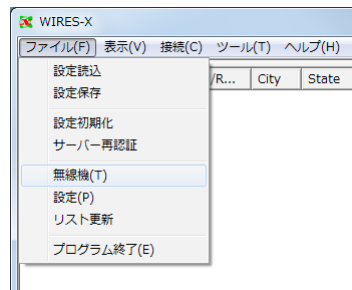 WIRES-X
ファイル(F) 表示(V) 接続(C) ツール(T) ヘルプ(H)
/R... City State
設定読込
設定保存
設定初期化
サーバー再認証
無線機(T)
設定(P)
リスト更新
プログラム終了(E)